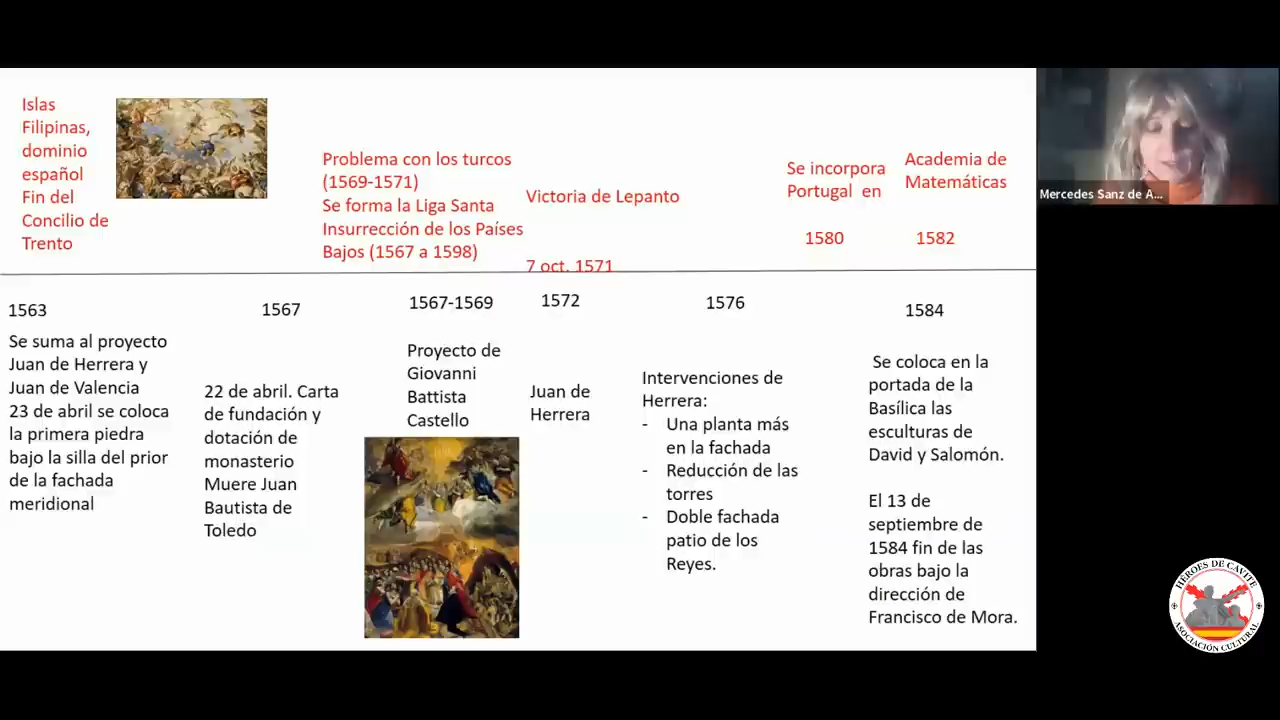 Islas
Filipinas,
dominio
español
Fin del
Concilio de
Trento
Problema con los turcos
(1569-1571)
Se forma la Liga Santa
Insurrección de los Países
Bajos (1567 a 1598)
Victoria de Lepanto
7 oct. 1571
Se incorpora
Portugal en
1580
Academia de
Matemáticas
1582
Mercedes Sanz de A...
1563
Se suma al proyecto
Juan de Herrera y
Juan de Valencia
23 de abril se coloca
la primera piedra
bajo la silla del prior
de la fachada
meridional
1567
22 de abril. Carta
de fundación y
dotación de
monasterio
Muere Juan
Bautista de
Toledo
1567-1569
Proyecto de
Giovanni
Battista
Castello
1572
Juan de
Herrera
1576
Intervenciones de
Herrera:
- Una planta más
en la fachada
- Reducción de las
torres
- Doble fachada
patio de los
Reyes.
1584
Se coloca en la
portada de la
Basílica las
esculturas de
David y Salomón.
El 13 de
septiembre de
1584 fin de las
obras bajo la
dirección de
Francisco de Mora.
HÉROES DE CAVITE
ASOCIACIÓN CULTURAL